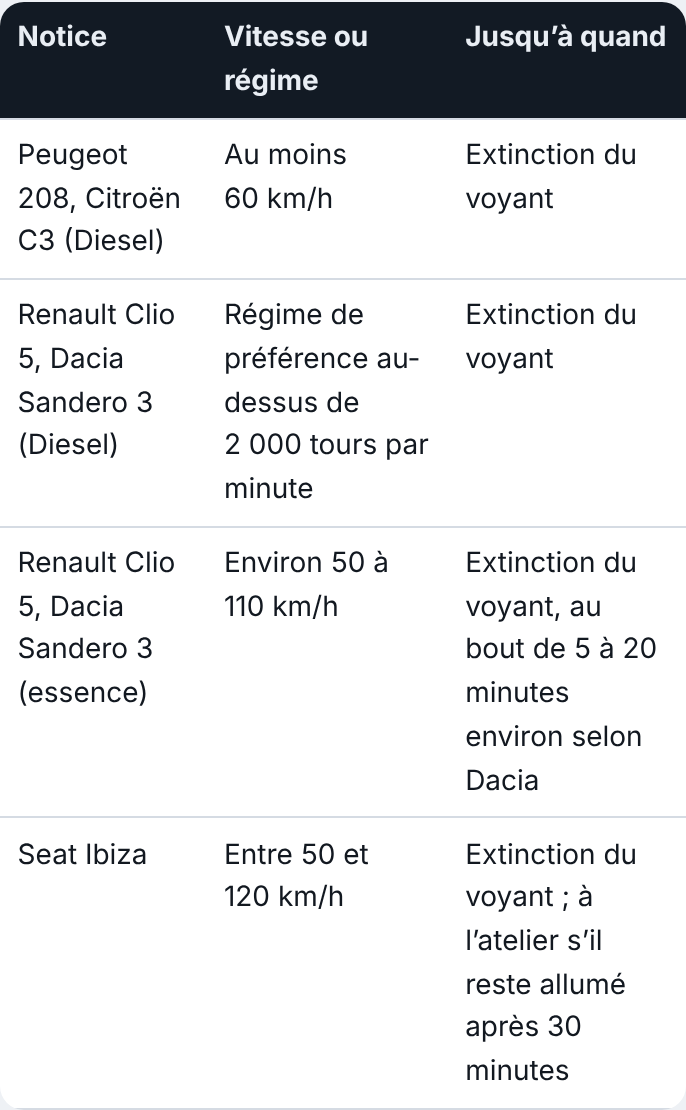 Notice
Vitesse ou
régime
Jusqu’à quand
Peugeot
208, Citroën
C3 (Diesel)
Au moins
60 km/h
Extinction du
voyant
Renault Clio
5, Dacia
Sandero 3
(Diesel)
Régime de
préférence au-
dessus de
2 000 tours par
minute
Extinction du
voyant
Renault Clio
5, Dacia
Sandero 3
(essence)
Environ 50 à
110 km/h
Extinction du
voyant, au
bout de 5 à 20
minutes
environ selon
Dacia
Seat Ibiza
Entre 50 et
120 km/h
Extinction du
voyant ; à
l’atelier s’il
reste allumé
après 30
minutes